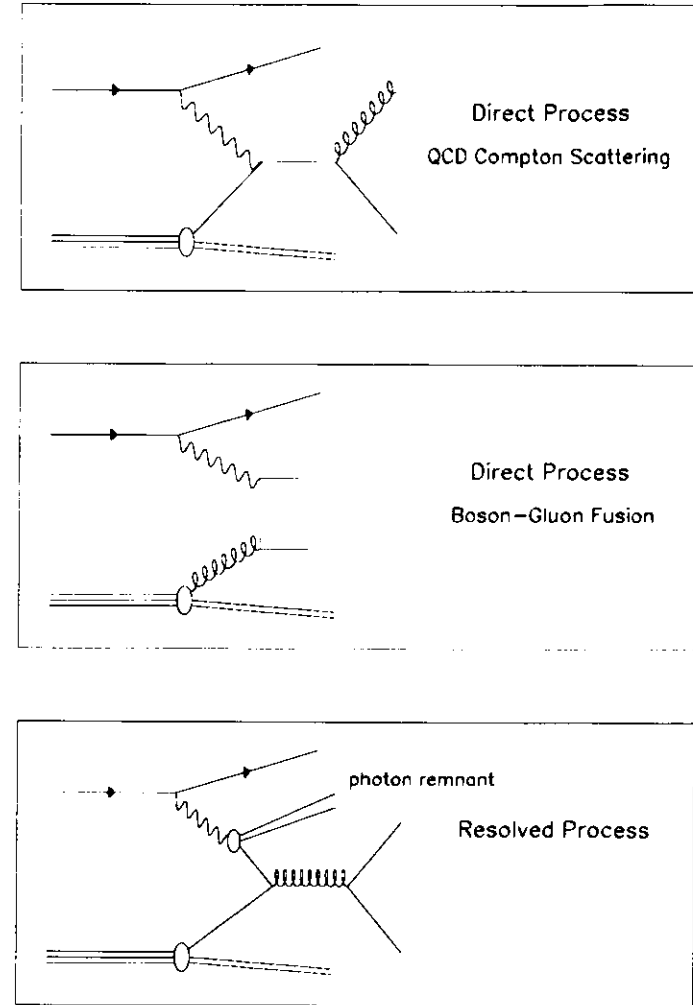 Direct Process
QCD Compton Scattering
Direct Process
Boson-Gluon Fusion
photon remnant
Resolved Process